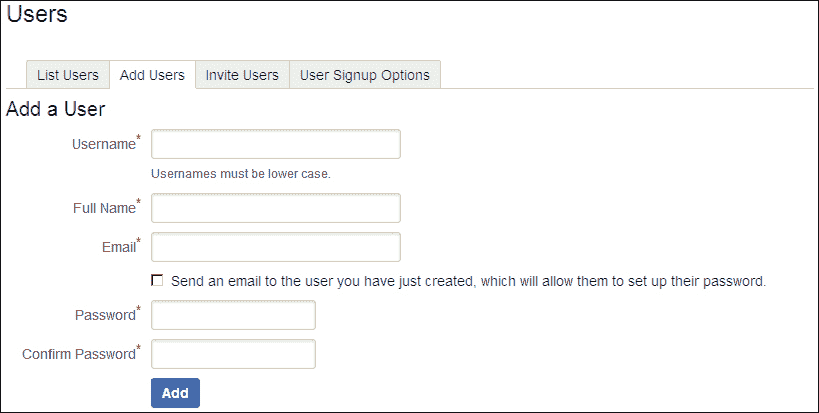 Users
List Users Add Users Invite Users User Signup Options
Add a User
Username*
Usernames must be lower case.
Full Name*
Email*
Send an email to the user you have just created, which will allow them to set up their password.
Password*
Confirm Password*
Add